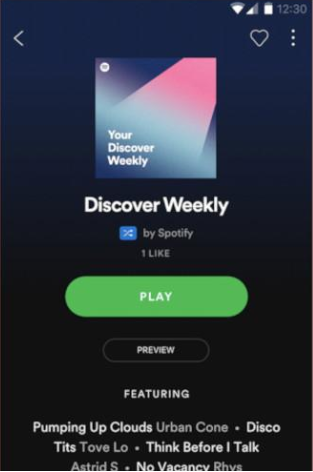 12:30
Your
Discover
Weekly
Discover Weekly
by Spotify
1 LIKE
PLAY
PREVIEW
FEATURING
Pumping Up Clouds Urban Cone • Disco
Tits Tove Lo • Think Before I Talk
Astrid S • No Vacancy Rhys